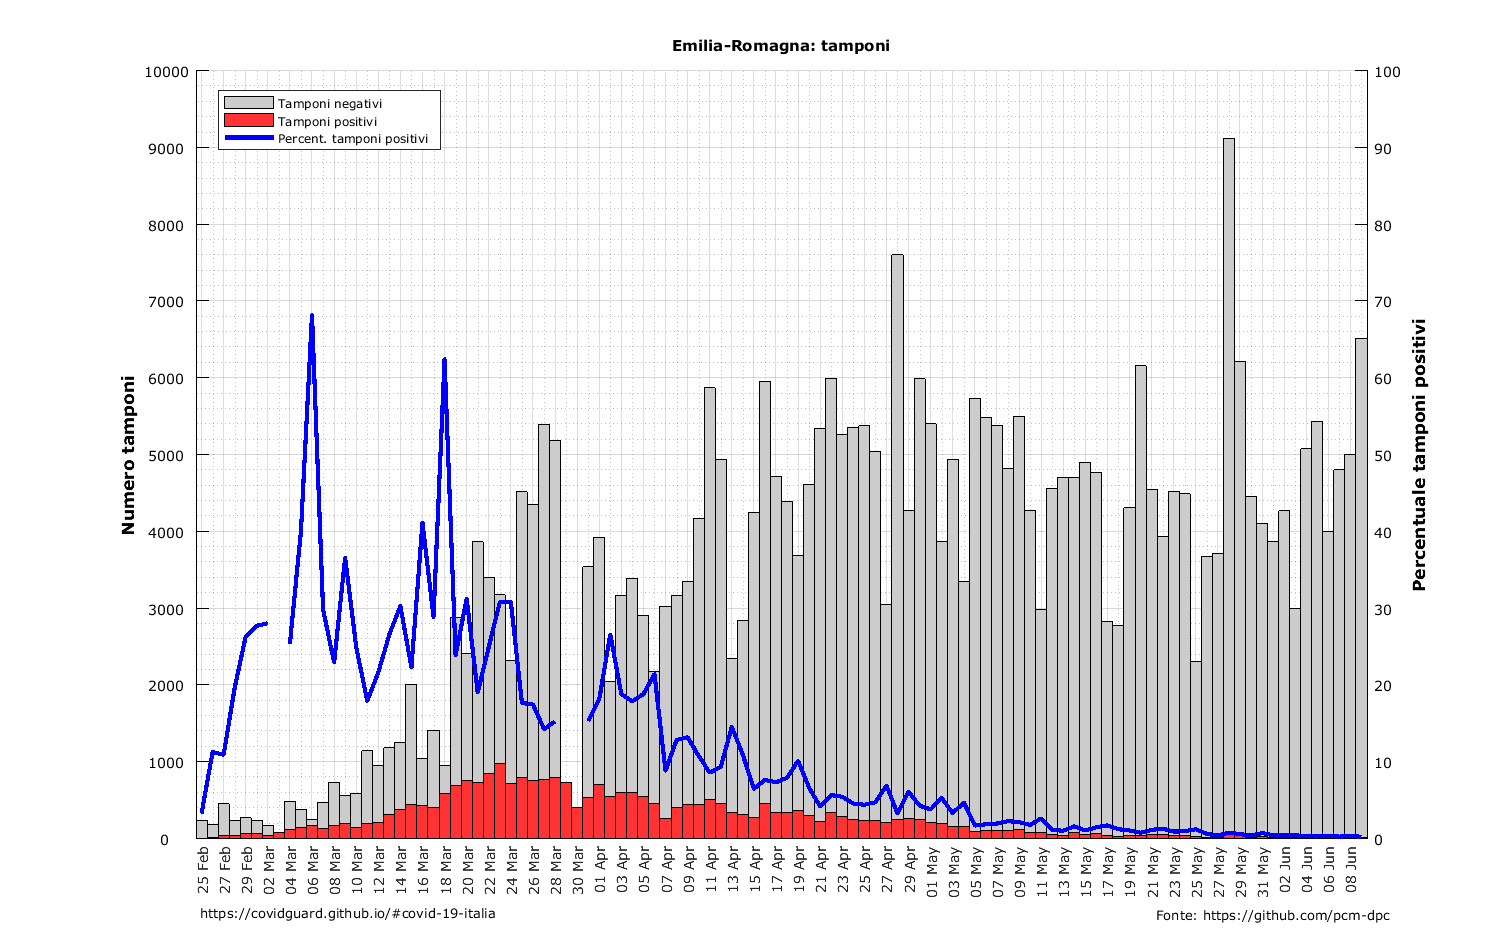 Emilia-Romagna: tamponi
Tamponi negativi
Tamponi positivi
Percent. tamponi positivi
Numero tamponi
10000
9000
8000
7000
6000
5000
4000
3000
2000
1000
0
100
90
80
70
60
50
40
30
20
10
0
Percentuale tamponi positivi
25 Feb
27 Feb
29 Feb
02 Mar
04 Mar
06 Mar
08 Mar
10 Mar
12 Mar
14 Mar
16 Mar
18 Mar
20 Mar
22 Mar
24 Mar
26 Mar
28 Mar
30 Mar
01 Apr
03 Apr
05 Apr
07 Apr
09 Apr
11 Apr
13 Apr
15 Apr
17 Apr
19 Apr
21 Apr
23 Apr
25 Apr
27 Apr
29 Apr
01 May
03 May
05 May
07 May
09 May
11 May
13 May
15 May
17 May
19 May
21 May
23 May
25 May
27 May
29 May
31 May
02 Jun
04 Jun
06 Jun
08 Jun
https://covidguard.github.io/#covid-19-italia
Fonte: https://github.com/pcm-dpc